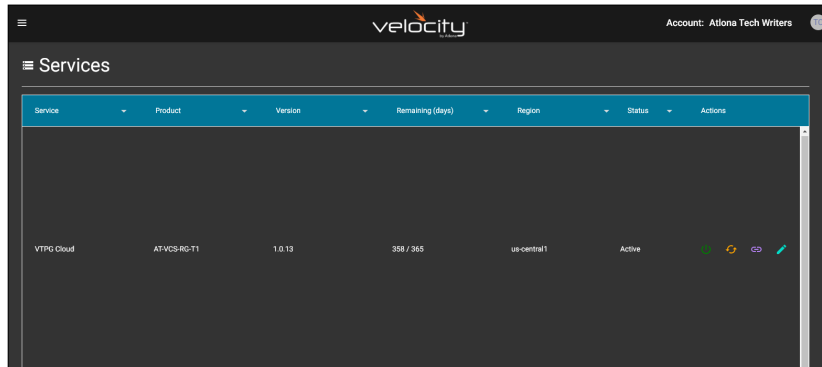 velocity
by Atlona
Account: Atlona Tech Writers
TC
Services
Service Product Version Remaining (days) Region Status Actions
VTPG Cloud AT-VCS-RG-T1 1.0.13 358 / 365 us-central1 Active